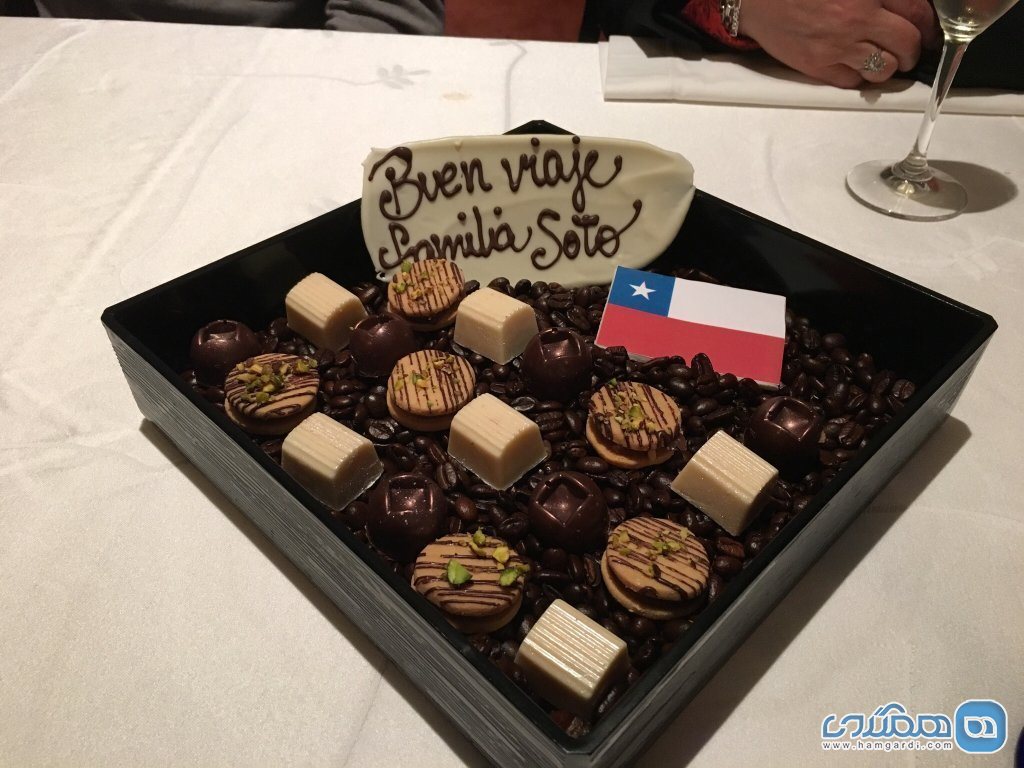 Buen viaje
familia Soto
همگردی
www.hamgardi.com